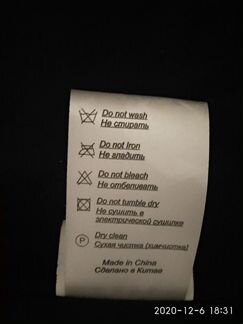 Do not wash
Не стирать
Do not Iron
Не гладить
Do not bleach
Не отбеливать
Do not tumble dry
Не сушить в
электрической сушилке
P
Dry clean
Сухая чистка (химчистка)
Made in China
Сделано в Китае
2020-12-6 18:31